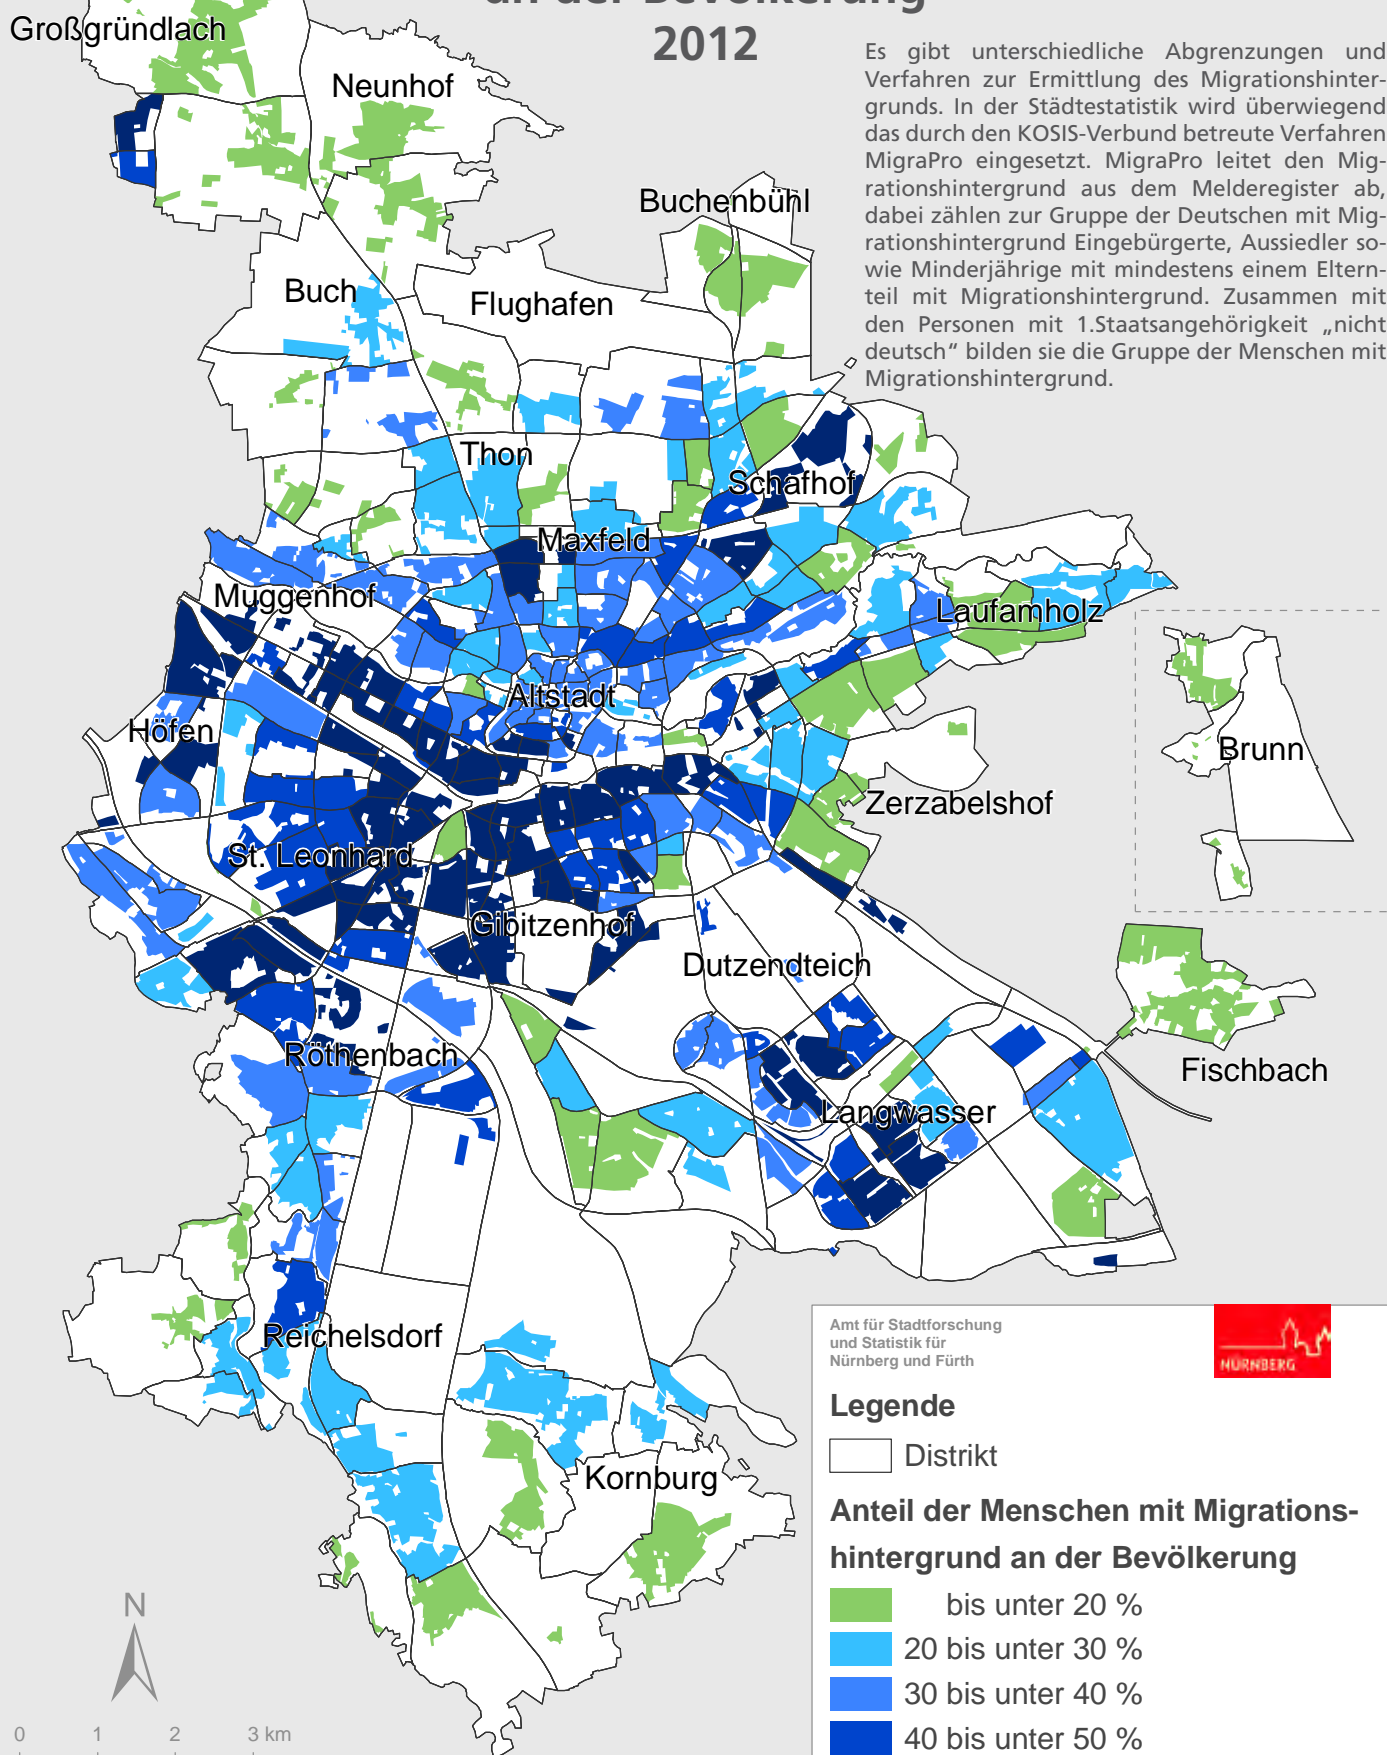 an der Bevölkerung
2012
Es gibt unterschiedliche Abgrenzungen und
Verfahren zur Ermittlung des Migrationshinter-
grunds. In der Städtestatistik wird überwiegend
das durch den KOSIS-Verbund betreute Verfahren
MigraPro eingesetzt. MigraPro leitet den Mig-
rationshintergrund aus dem Melderegister ab,
dabei zählen zur Gruppe der Deutschen mit Mig-
rationshintergrund Eingebürgerte, Aussiedler so-
wie Minderjährige mit mindestens einem Eltern-
teil mit Migrationshintergrund. Zusammen mit
den Personen mit 1.Staatsangehörigkeit „nicht
deutsch“ bilden sie die Gruppe der Menschen mit
Migrationshintergrund.
Großgründlach
Neunhof
Buchenbühl
Buch
Flughafen
Thon
Schafhof
Maxfeld
Muggenhof
Laufamholz
Altstadt
Höfen
Brunn
Zerzabelshof
St. Leonhard
Gibitzenhof
Dutzendteich
Röthenbach
Fischbach
Langwasser
Reichelsdorf
Kornburg
Amt für Stadtforschung
und Statistik für
Nürnberg und Fürth
NÜRNBERG
Legende
Distrikt
Anteil der Menschen mit Migrations-
hintergrund an der Bevölkerung
bis unter 20 %
20 bis unter 30 %
30 bis unter 40 %
40 bis unter 50 %
N
0 1 2 3 km